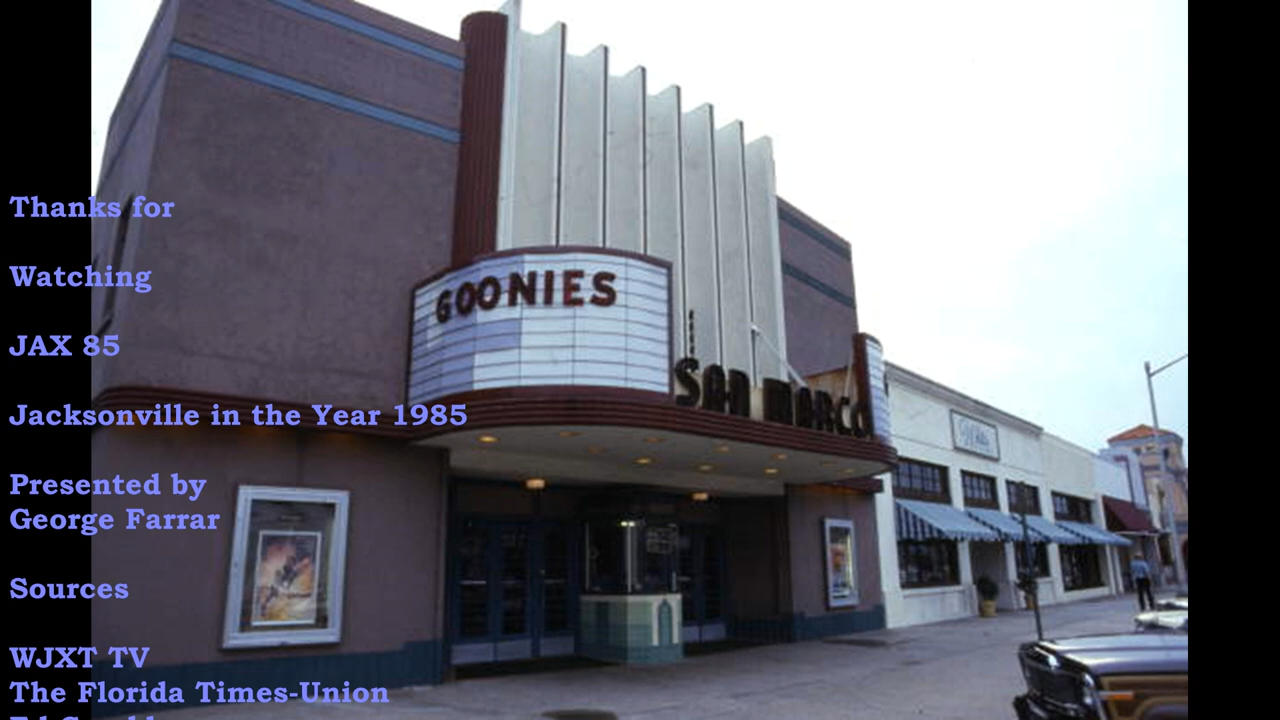 GOONIES
SAN MARCO
Thanks for
Watching
JAX 85
Jacksonville in the Year 1985
Presented by
George Farrar
Sources
WJXT TV
The Florida Times-Union